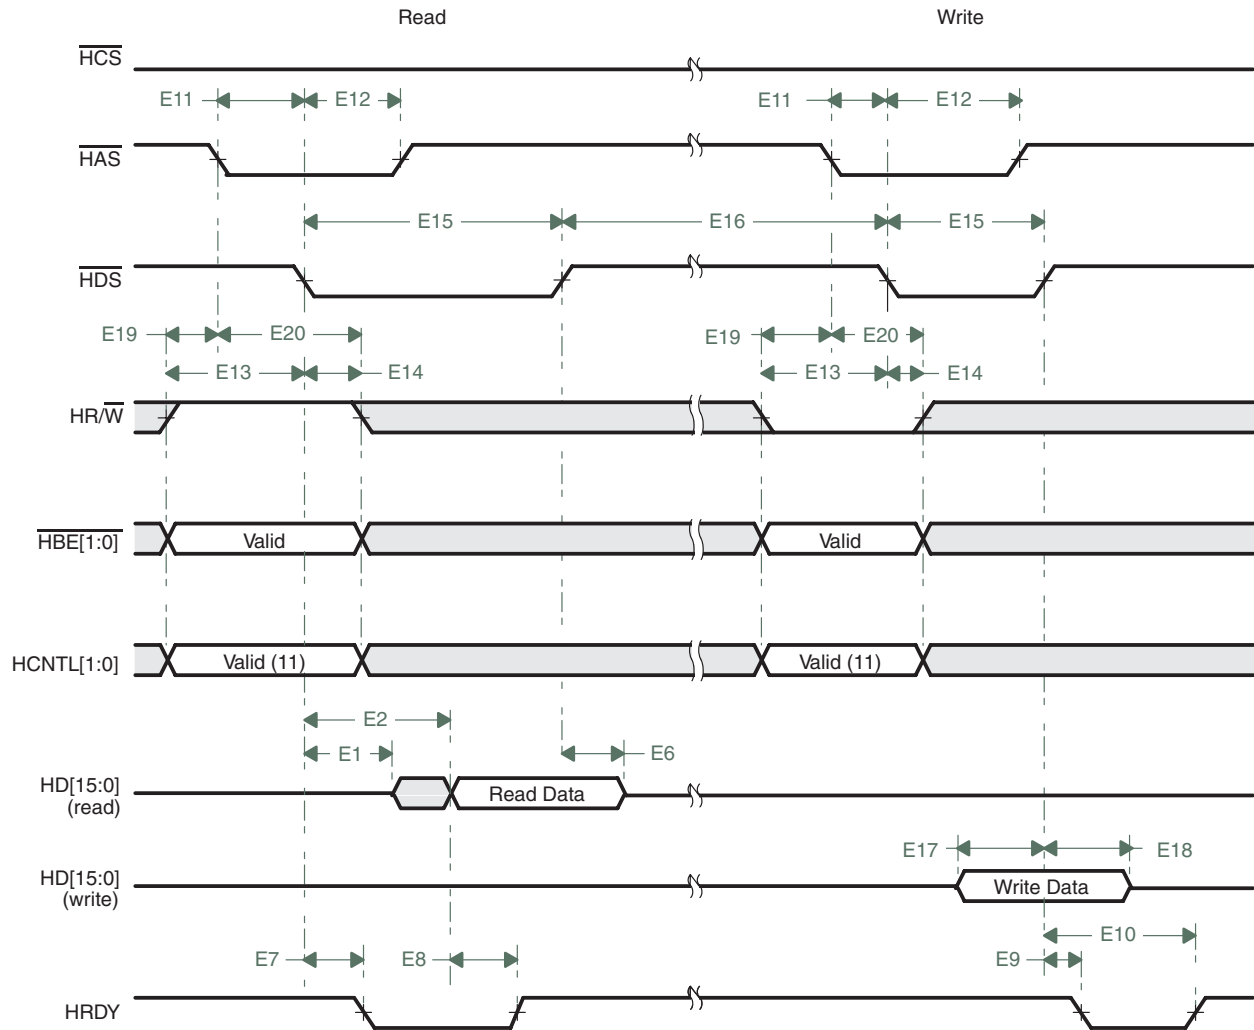 Read Write
HCS
E11 E12 E11 E12
HAS
E15 E16 E15
HDS
E19 E20 E19 E20
E13 E14 E13 E14
HR/W
HBE[1:0] Valid Valid
HCNTL[1:0] Valid (11) Valid (11)
E2
E1 E6
HD[15:0] Read Data
(read)
E17 E18
HD[15:0] Write Data
(write)
E10
E7 E8 E9
HRDY